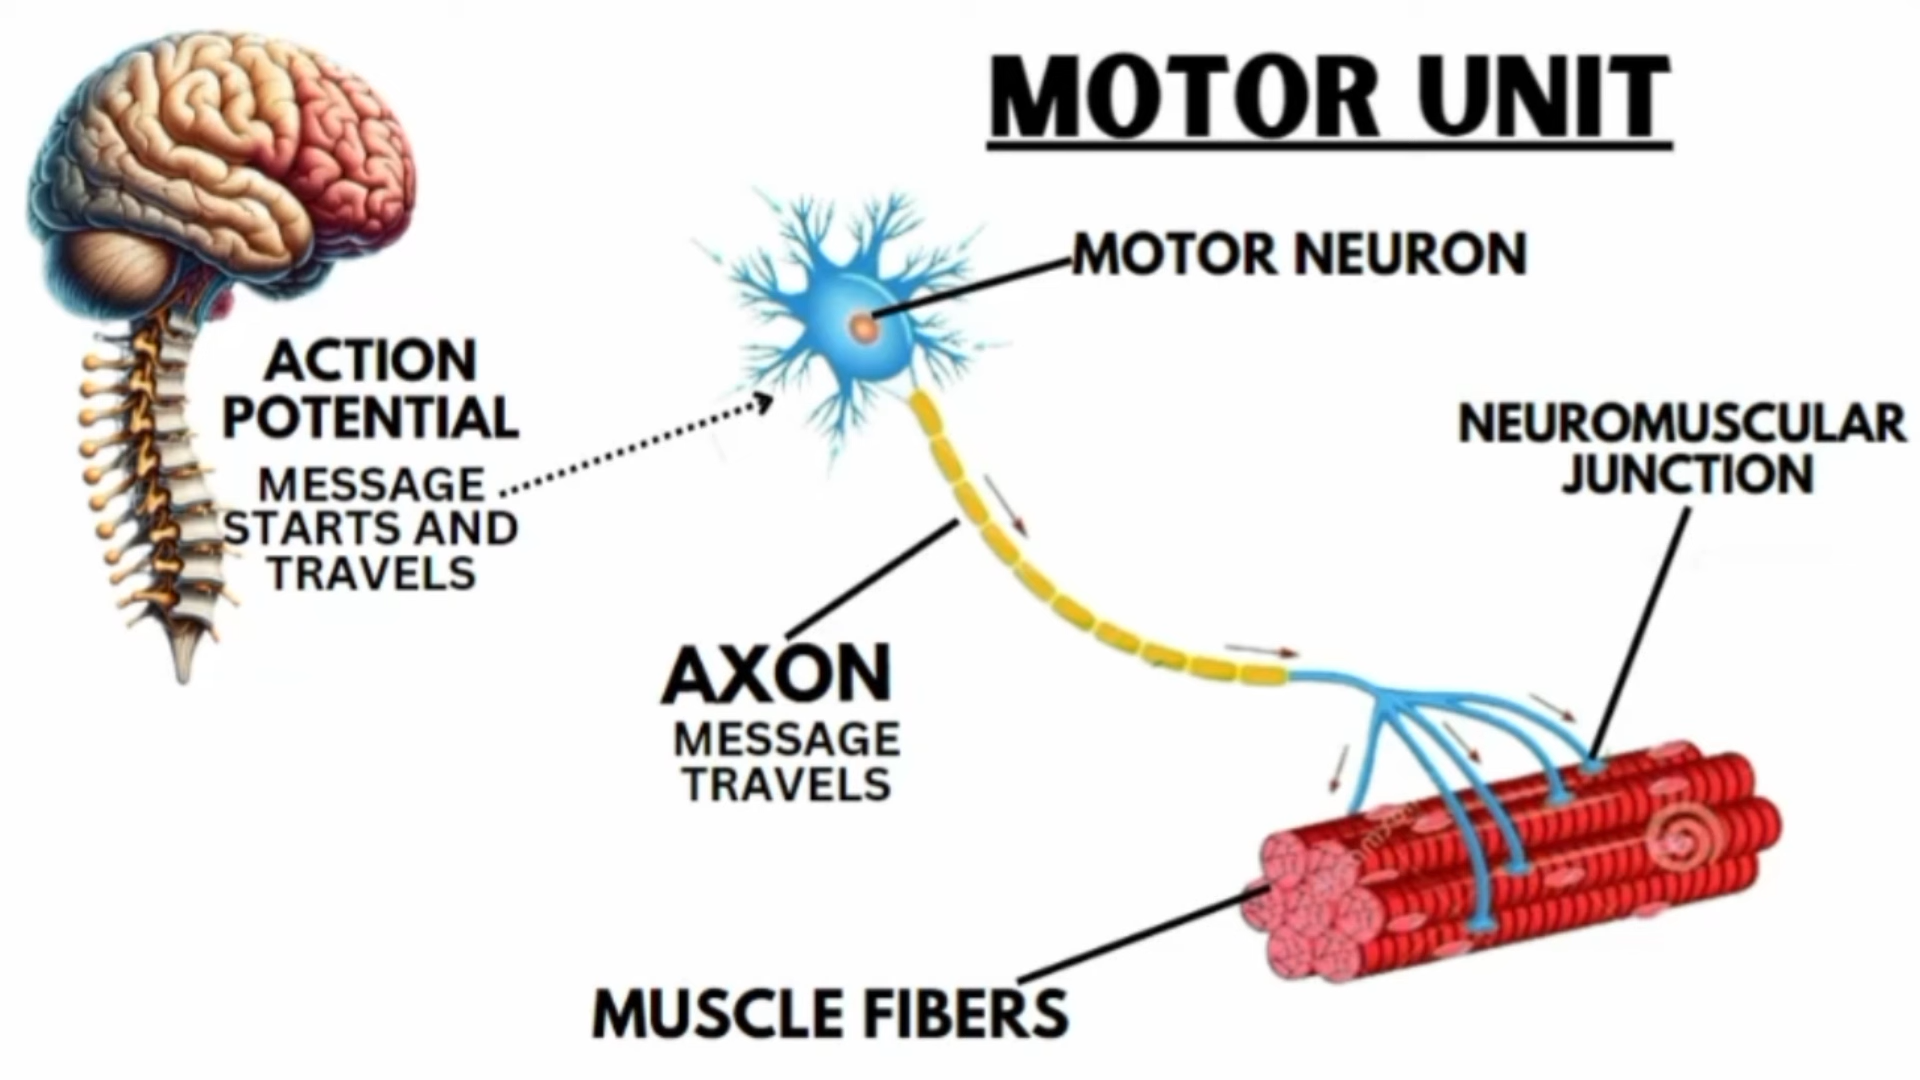 MOTOR UNIT
MOTOR NEURON
ACTION
POTENTIAL
MESSAGE
STARTS AND
TRAVELS
NEUROMUSCULAR
JUNCTION
AXON
MESSAGE
TRAVELS
MUSCLE FIBERS